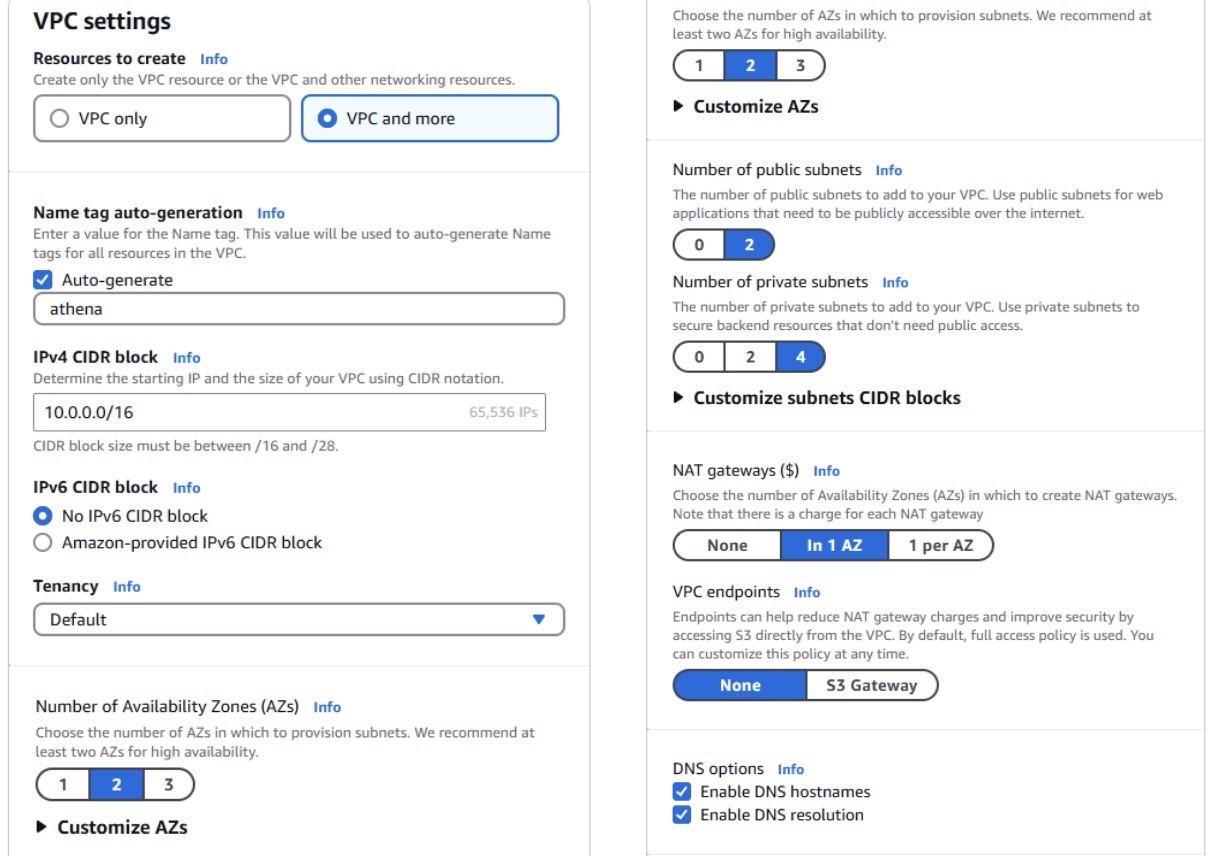 VPC settings
Resources to create Info
Create only the VPC resource or the VPC and other networking resources.
VPC only
VPC and more
Name tag auto-generation Info
Enter a value for the Name tag. This value will be used to auto-generate Name
tags for all resources in the VPC.
Auto-generate
athena
IPv4 CIDR block Info
Determine the starting IP and the size of your VPC using CIDR notation.
10.0.0.0/16 65,536 IPs
CIDR block size must be between /16 and /28.
IPv6 CIDR block Info
No IPv6 CIDR block
Amazon-provided IPv6 CIDR block
Tenancy Info
Default
Number of Availability Zones (AZs) Info
Choose the number of AZs in which to provision subnets. We recommend at
least two AZs for high availability.
1 2 3
Customize AZs
Choose the number of AZs in which to provision subnets. We recommend at
least two AZs for high availability.
1 2 3
Customize AZs
Number of public subnets Info
The number of public subnets to add to your VPC. Use public subnets for web
applications that need to be publicly accessible over the internet.
0 2
Number of private subnets Info
The number of private subnets to add to your VPC. Use private subnets to
secure backend resources that don't need public access.
0 2 4
Customize subnets CIDR blocks
NAT gateways ($) Info
Choose the number of Availability Zones (AZs) in which to create NAT gateways.
Note that there is a charge for each NAT gateway
None In 1 AZ 1 per AZ
VPC endpoints Info
Endpoints can help reduce NAT gateway charges and improve security by
accessing S3 directly from the VPC. By default, full access policy is used. You
can customize this policy at any time.
None S3 Gateway
DNS options Info
Enable DNS hostnames
Enable DNS resolution